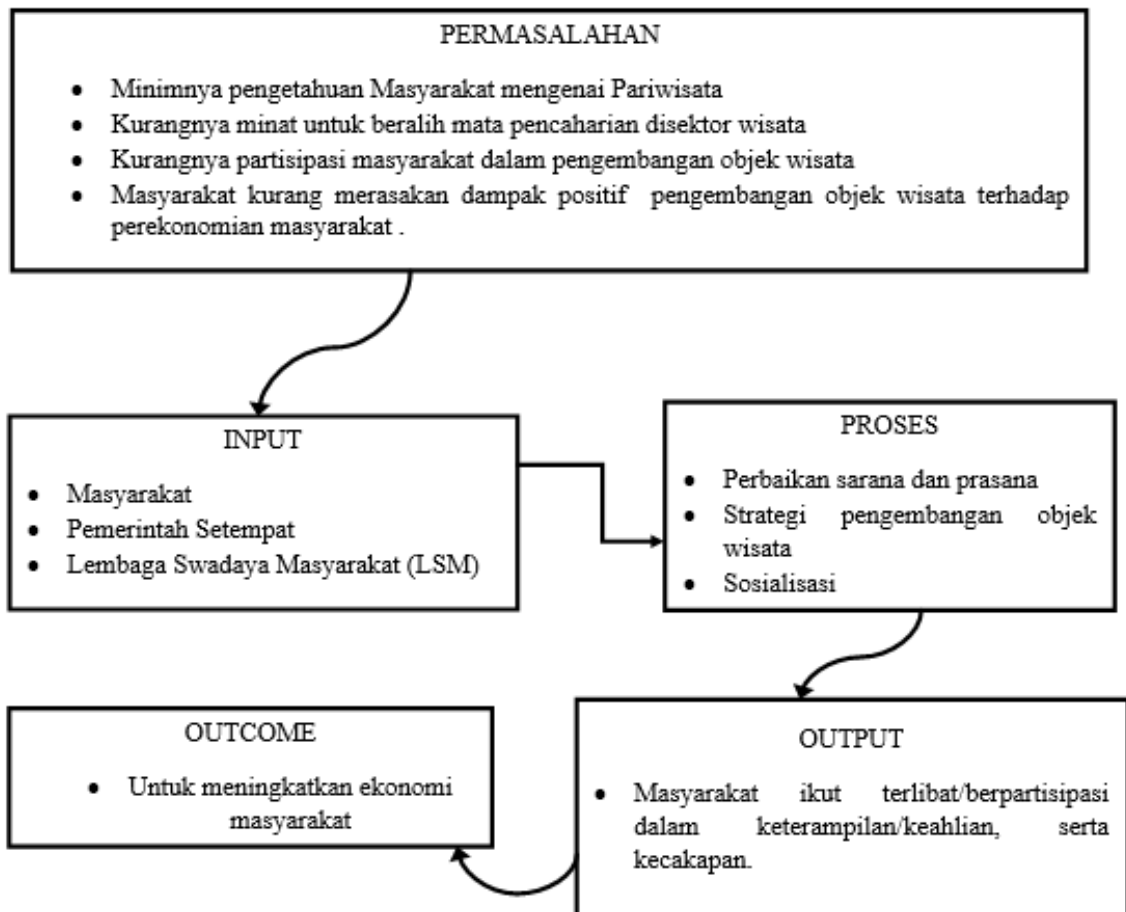 PERMASALAHAN
• Minimnya pengetahuan Masyarakat mengenai Pariwisata
• Kurangnya minat untuk beralih mata pencaharian disektor wisata
• Kurangnya partisipasi masyarakat dalam pengembangan objek wisata
• Masyarakat kurang merasakan dampak positif pengembangan objek wisata terhadap
perekonomian masyarakat .
INPUT
• Masyarakat
• Pemerintah Setempat
• Lembaga Swadaya Masyarakat (LSM)
PROSES
• Perbaikan sarana dan prasana
• Strategi pengembangan objek
wisata
• Sosialisasi
OUTPUT
• Masyarakat ikut terlibat/berpartisipasi
dalam keterampilan/keahlian, serta
kecakapan.
OUTCOME
• Untuk meningkatkan ekonomi
masyarakat